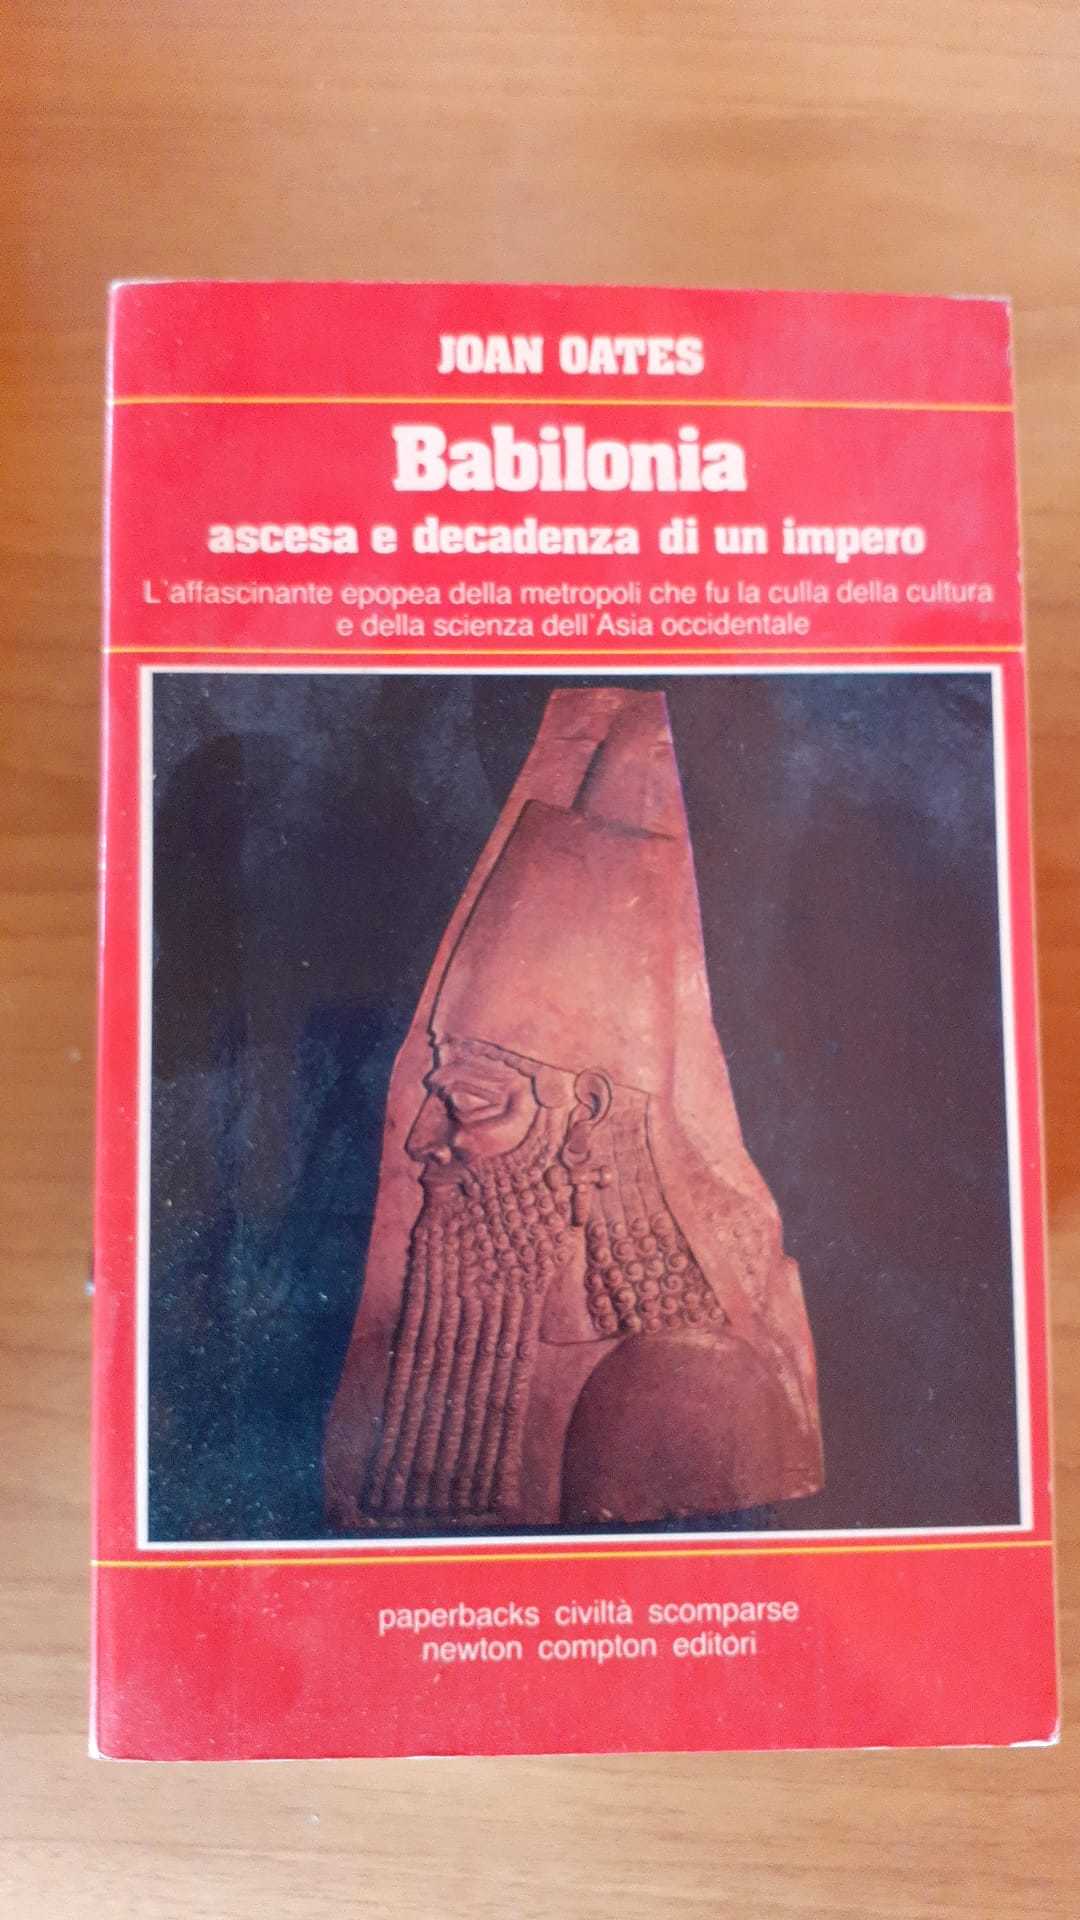 JOAN OATES
Babilonia
ascesa e decadenza di un impero
L'affascinante epopea della metropoli che fu la culla della cultura
e della scienza dell'Asia occidentale
paperbacks civiltà scomparse
newton compton editori